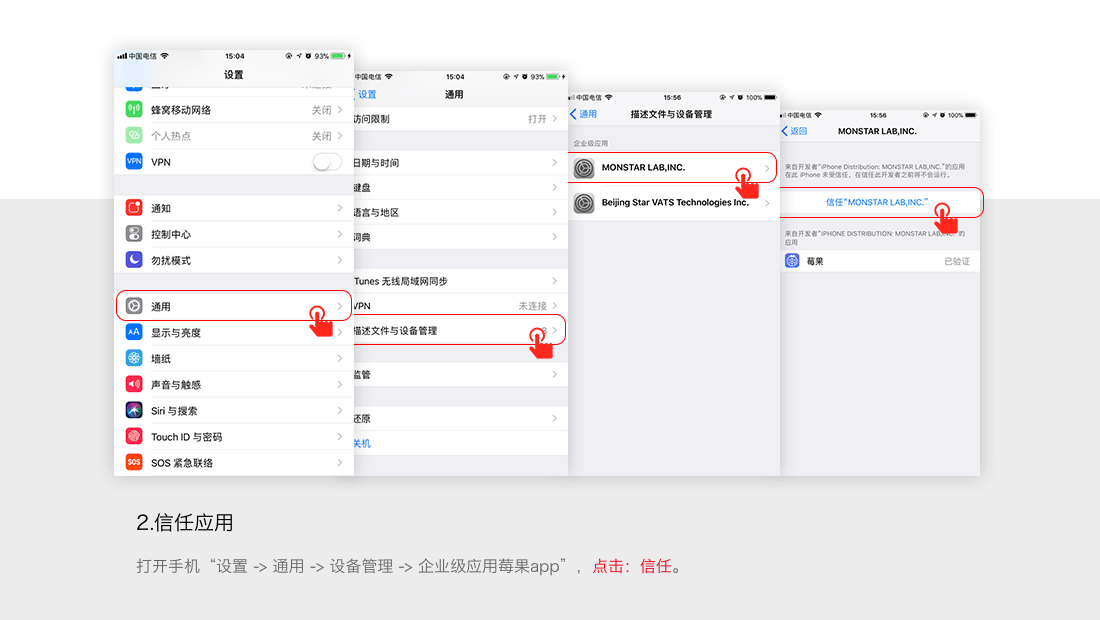 中国电信
15:04
93%
设置
蜂窝移动网络 关闭
个人热点 关闭
VPN VPN
通知
控制中心
勿扰模式
通用
AA 显示与亮度
墙纸
声音与触感
Siri 与搜索
Touch ID 与密码
SOS SOS 紧急联络
中国电信
15:04
93%
设置
通用
访问限制 打开
日期与时间
键盘
语言与地区
词典
iTunes 无线局域网同步
VPN 未连接
描述文件与设备管理
监管
还原
关机
中国电信
15:56
100%
通用
描述文件与设备管理
企业级应用
MONSTAR LAB,INC.
Beijing Star VATS Technologies Inc.
中国电信
15:56
100%
返回
MONSTAR LAB,INC.
来自开发者“iPhone Distribution: MONSTAR LAB,INC.”的应用
在此 iPhone 未受信任，在信任此开发者之前将不会运行。
信任“MONSTAR LAB,INC.”
来自开发者“IPHONE DISTRIBUTION: MONSTAR LAB,INC.”的
应用
莓果 已验证
2.信任应用
打开手机“设置 -> 通用 -> 设备管理 -> 企业级应用莓果app”，点击：信任。